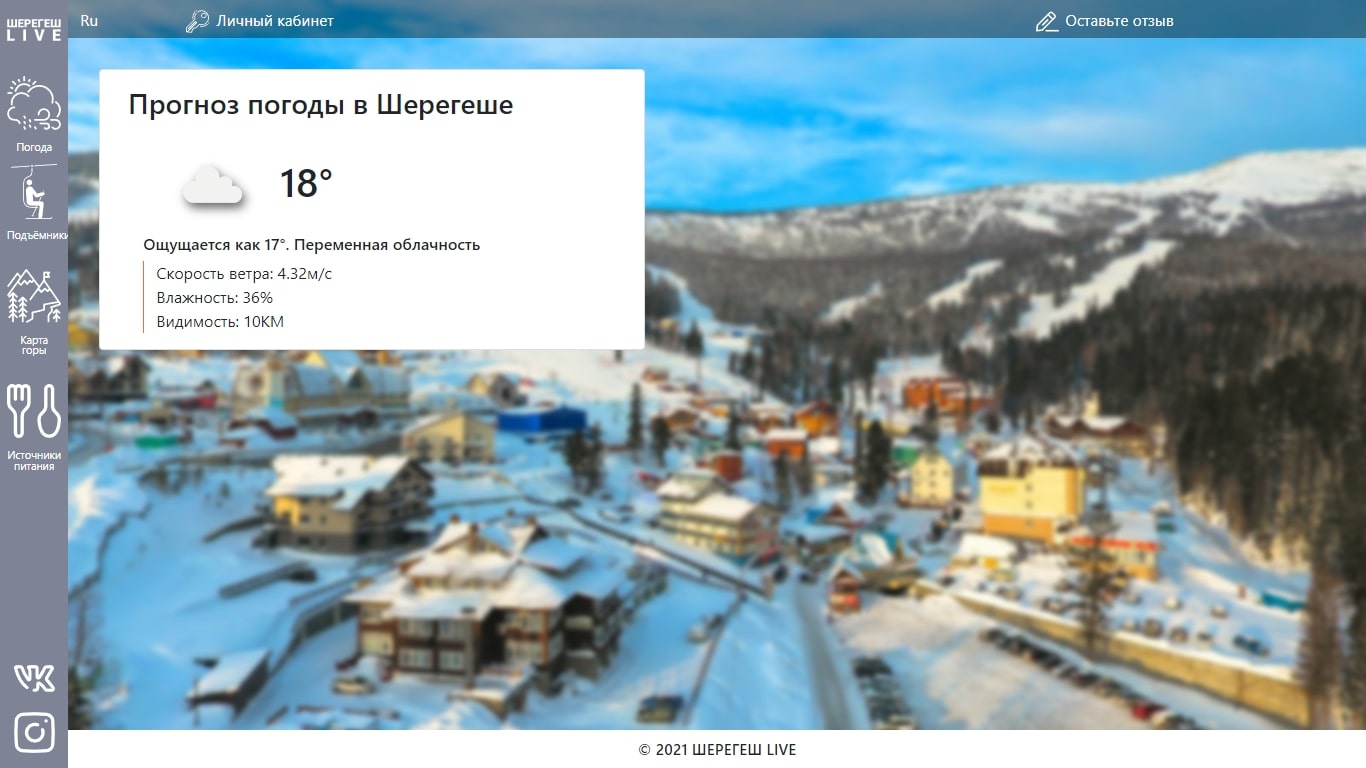 ШЕРЕГЕШ
LIVE
Ru
Личный кабинет
Оставьте отзыв
Погода
Подъёмники
Карта
горы
Источники
питания
Прогноз погоды в Шерегеше
18°
Ощущается как 17°. Переменная облачность
Скорость ветра: 4.32м/с
Влажность: 36%
Видимость: 10КМ
© 2021 ШЕРЕГЕШ LIVE